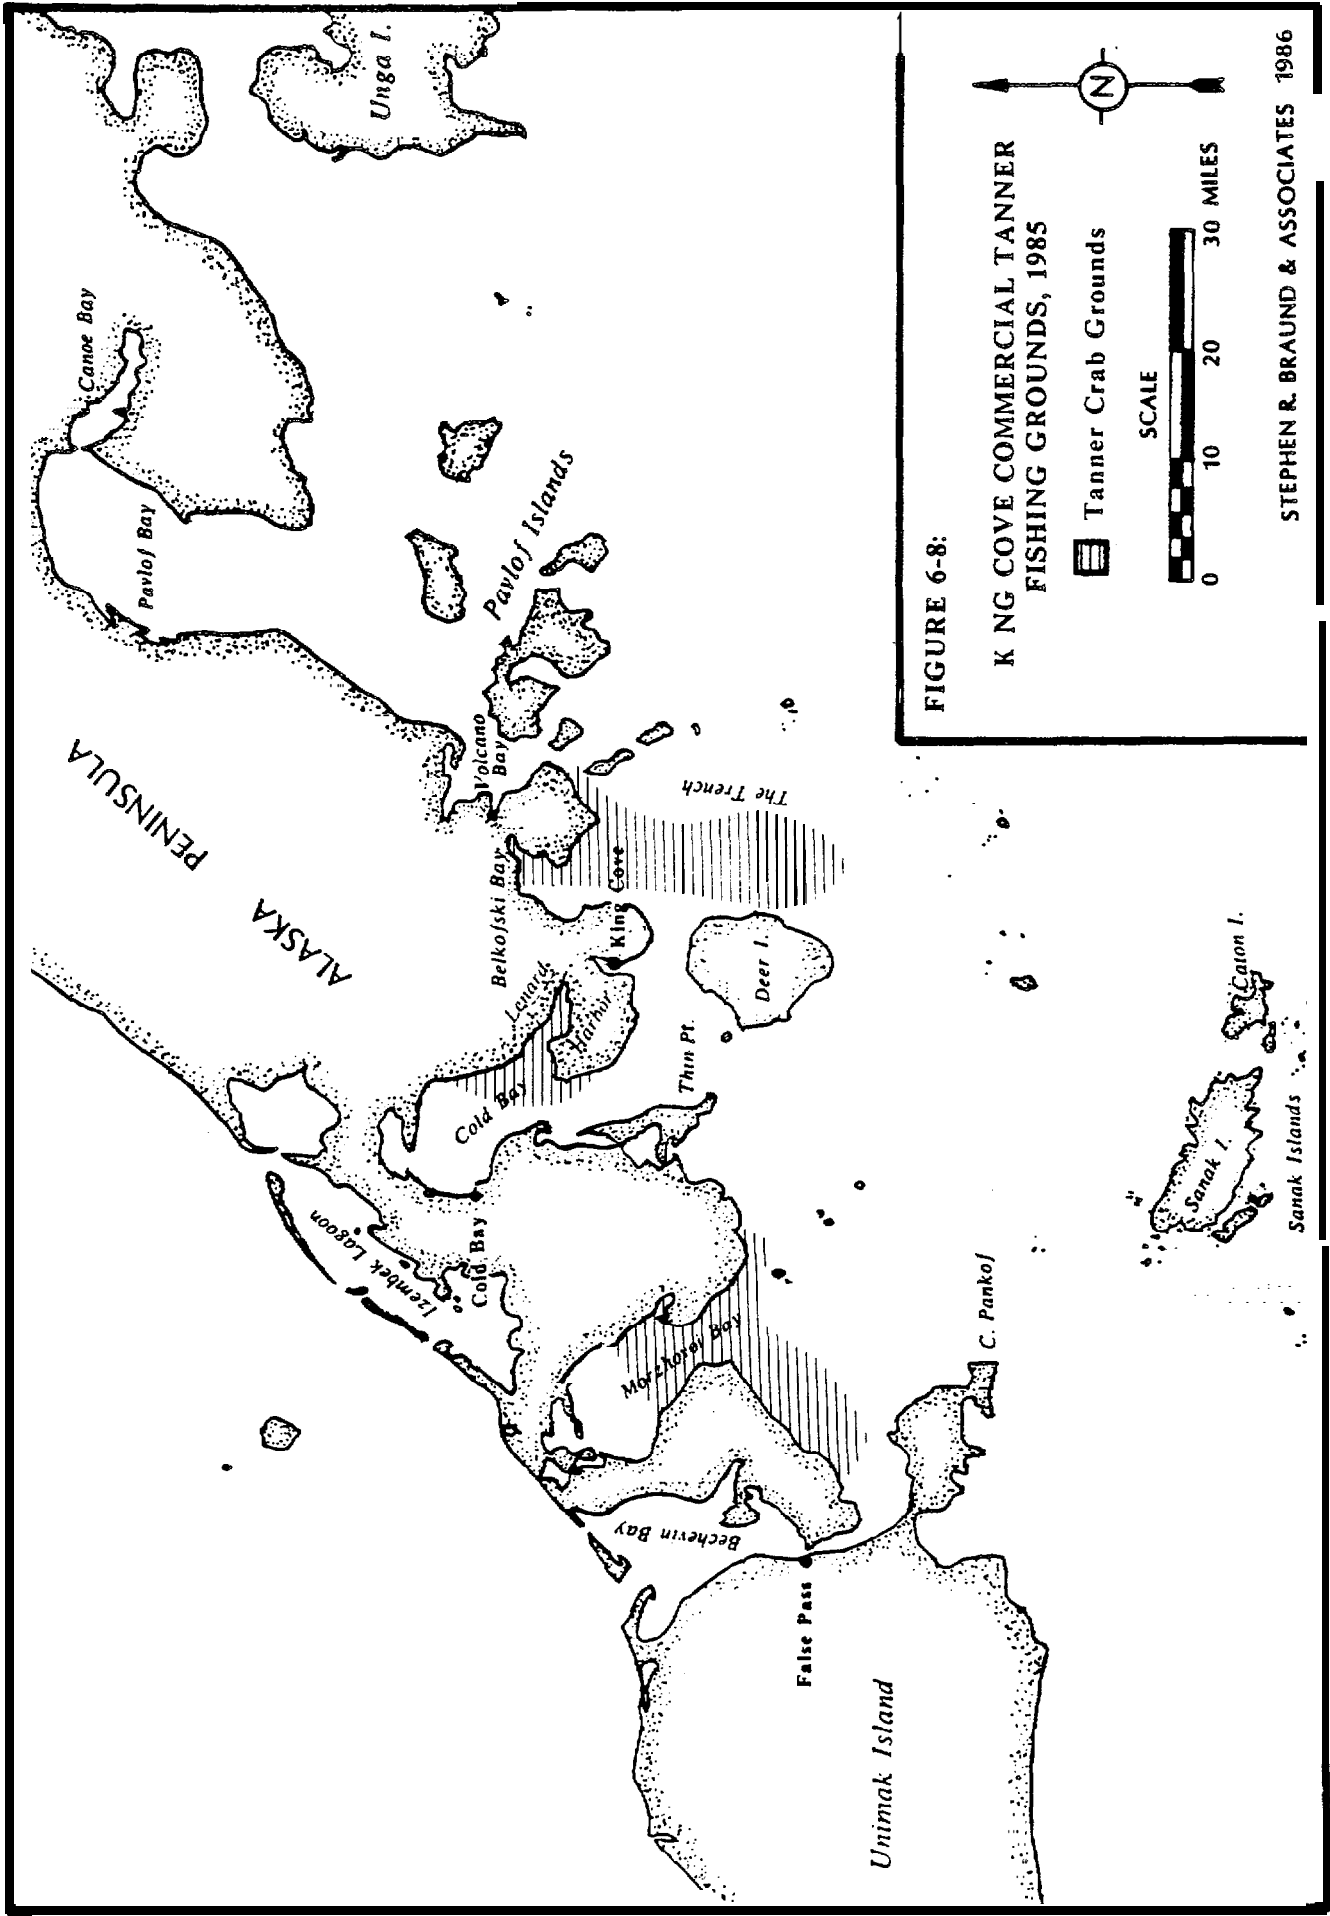 Unga I.
Canoe Bay
Pavlof Bay
Pavlof Islands
Volcano
Bay
ALASKA
PENINSULA
The Trench
Belkofski Bay
King Cove
Lenard
Harbor
Deer I.
Cold Bay
Thin Pt.
Izembek Lagoon
Cold Bay
Morzhovoi Bay
Bechevin Bay
False Pass
Unimak Island
C. Pankof
Caton I.
Sanak I.
Sanak Islands
FIGURE 6-8:
K NG COVE COMMERCIAL TANNER
FISHING GROUNDS, 1985
N
Tanner Crab Grounds
SCALE
0 10 20 30 MILES
STEPHEN R. BRAUND & ASSOCIATES 1986